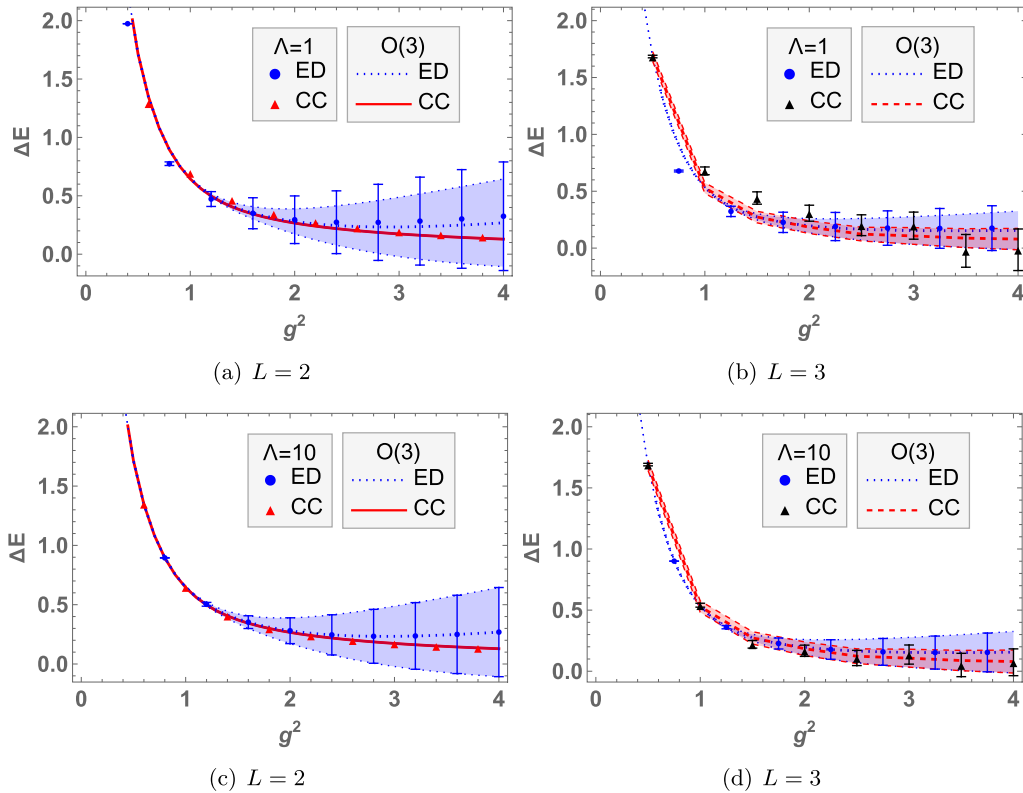 2.0
1.5
1.0
0.5
0.0
ΔE
Λ=1
ED
CC
O(3)
ED
CC
0 1 2 3 4
g²
(a) L = 2
2.0
1.5
1.0
0.5
0.0
ΔE
Λ=1
ED
CC
O(3)
ED
CC
0 1 2 3 4
g²
(b) L = 3
2.0
1.5
1.0
0.5
0.0
ΔE
Λ=10
ED
CC
O(3)
ED
CC
0 1 2 3 4
g²
(c) L = 2
2.0
1.5
1.0
0.5
0.0
ΔE
Λ=10
ED
CC
O(3)
ED
CC
0 1 2 3 4
g²
(d) L = 3